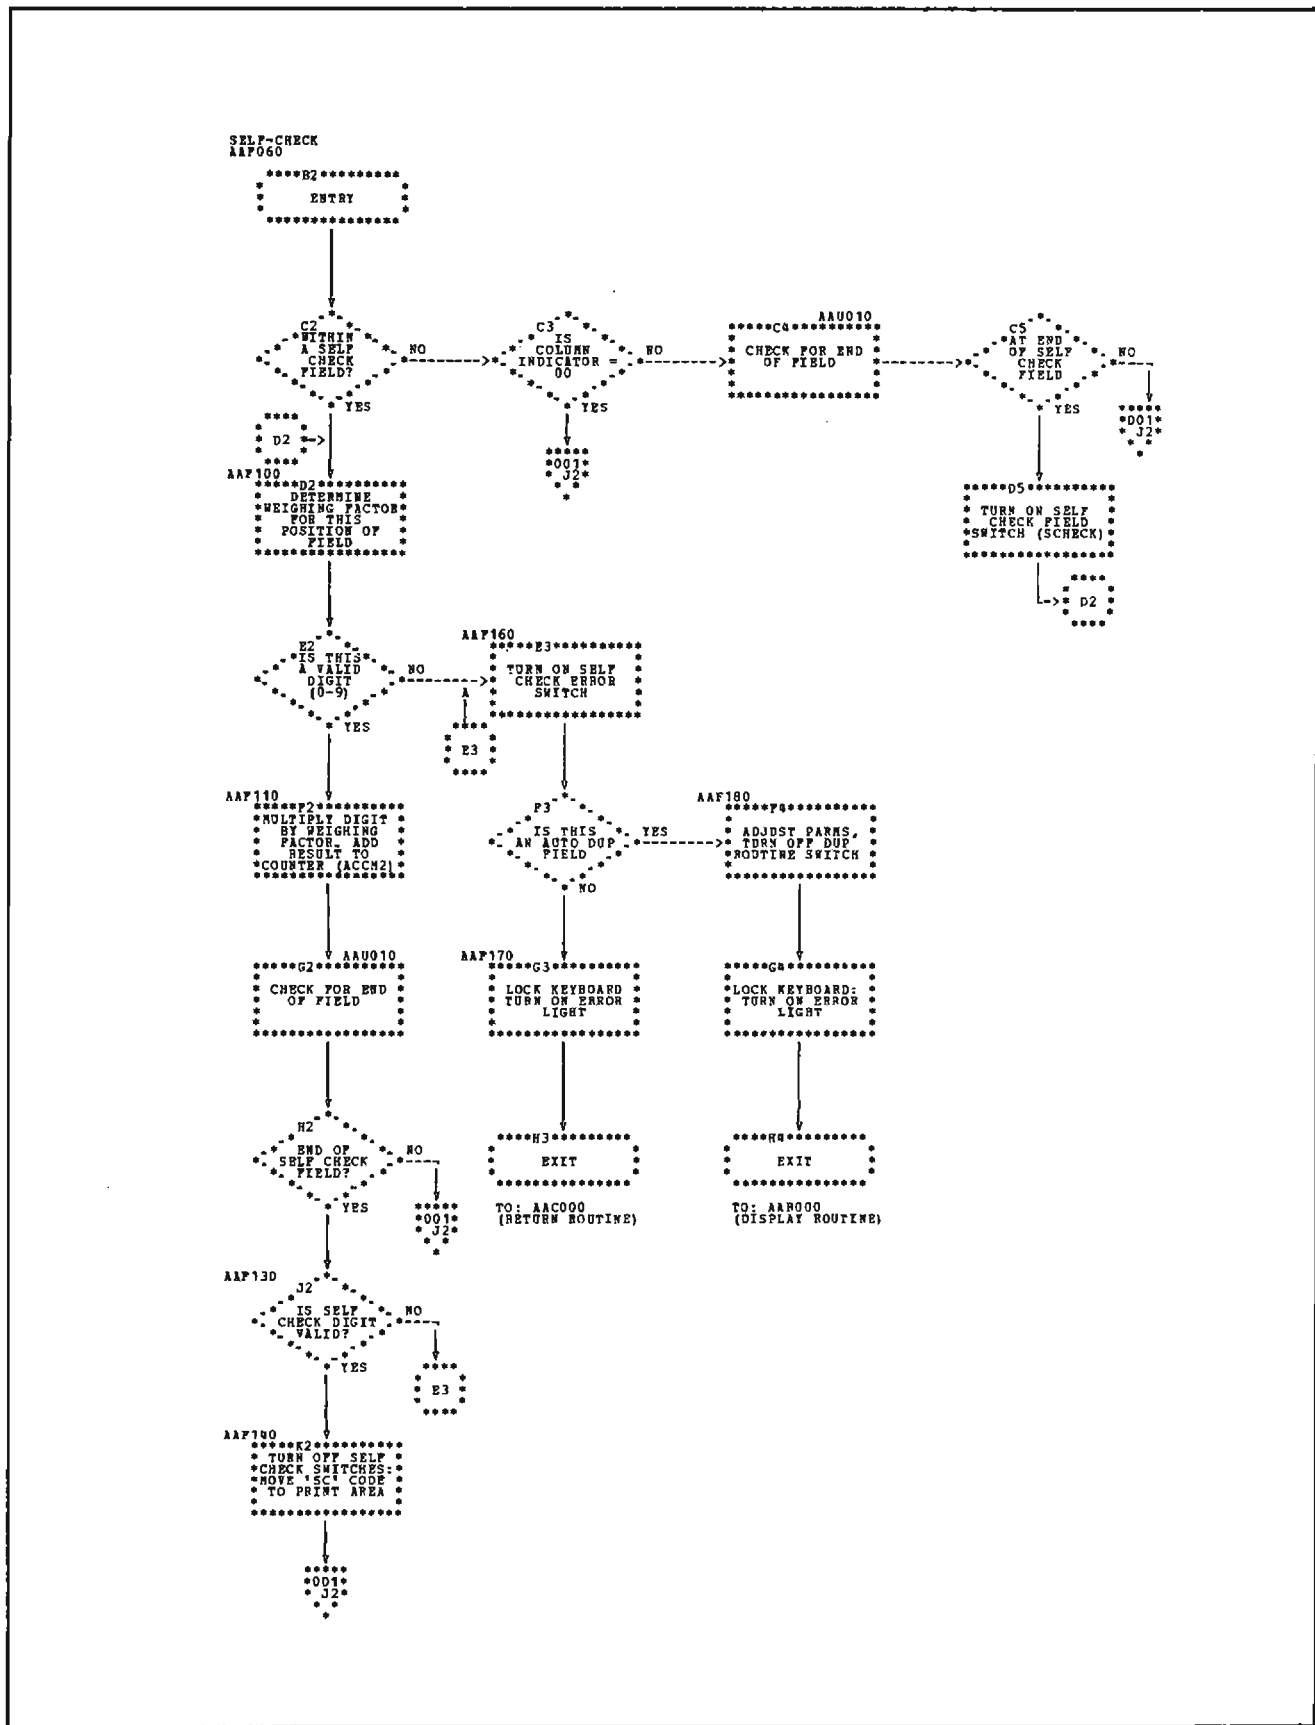 SELF-CHECK
AAF060
B2
ENTRY
C2
WITHIN
A SELF
CHECK
FIELD?
NO
YES
C3
IS
COLUMN
INDICATOR =
00
NO
YES
001
J2
AAU010
C4
CHECK FOR END
OF FIELD
C5
AT END
OF SELF
CHECK
FIELD
NO
YES
001
J2
D2
AAF100
D2
DETERMINE
WEIGHING FACTOR
FOR THIS
POSITION OF
FIELD
D5
TURN ON SELF
CHECK FIELD
SWITCH (SCHECK)
D2
E2
IS THIS
A VALID
DIGIT
(0-9)
NO
YES
AAF160
E3
TURN ON SELF
CHECK ERROR
SWITCH
A
E3
AAF110
F2
MULTIPLY DIGIT
BY WEIGHING
FACTOR, ADD
RESULT TO
COUNTER (ACCM2)
F3
IS THIS
AN AUTO DUP
FIELD
YES
NO
AAF180
F4
ADJUST PARMS,
TURN OFF DUP
ROUTINE SWITCH
AAU010
G2
CHECK FOR END
OF FIELD
AAF170
G3
LOCK KEYBOARD
TURN ON ERROR
LIGHT
G4
LOCK KEYBOARD:
TURN ON ERROR
LIGHT
H2
END OF
SELF CHECK
FIELD?
NO
YES
001
J2
H3
EXIT
TO: AAC000
(RETURN ROUTINE)
H4
EXIT
TO: AAB000
(DISPLAY ROUTINE)
AAF130
J2
IS SELF
CHECK DIGIT
VALID?
NO
YES
E3
AAF140
K2
TURN OFF SELF
CHECK SWITCHES:
MOVE 'SC' CODE
TO PRINT AREA
001
J2